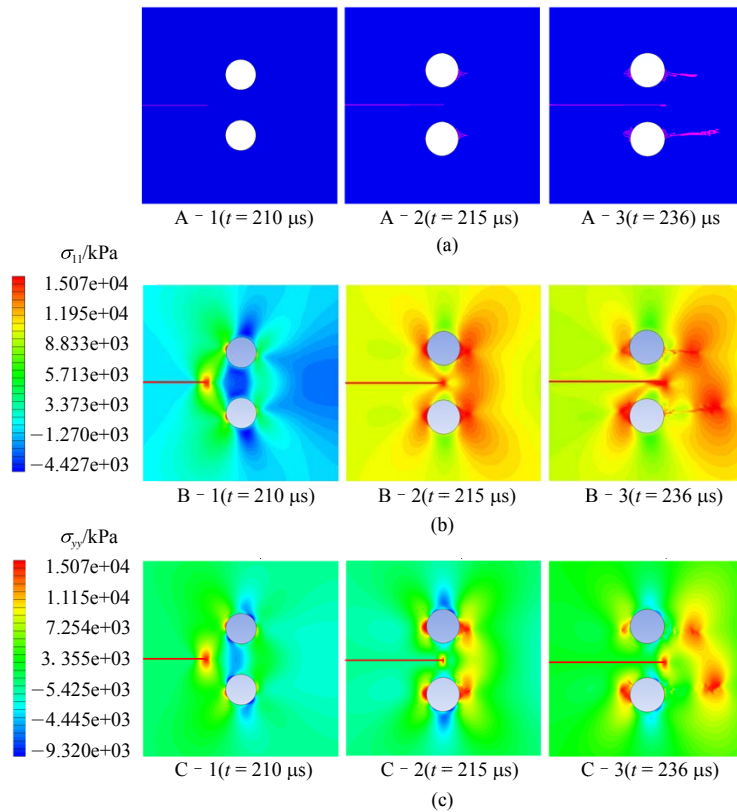 A - 1(t = 210 μs)
A - 2(t = 215 μs)
A - 3(t = 236) μs
(a)
σ11/kPa
1.507e+04
1.195e+04
8.833e+03
5.713e+03
3.373e+03
−1.270e+03
−4.427e+03
B - 1(t = 210 μs)
B - 2(t = 215 μs)
B - 3(t = 236 μs)
(b)
σyy/kPa
1.507e+04
1.115e+04
7.254e+03
3.355e+03
−5.425e+03
−4.445e+03
−9.320e+03
C - 1(t = 210 μs)
C - 2(t = 215 μs)
C - 3(t = 236 μs)
(c)